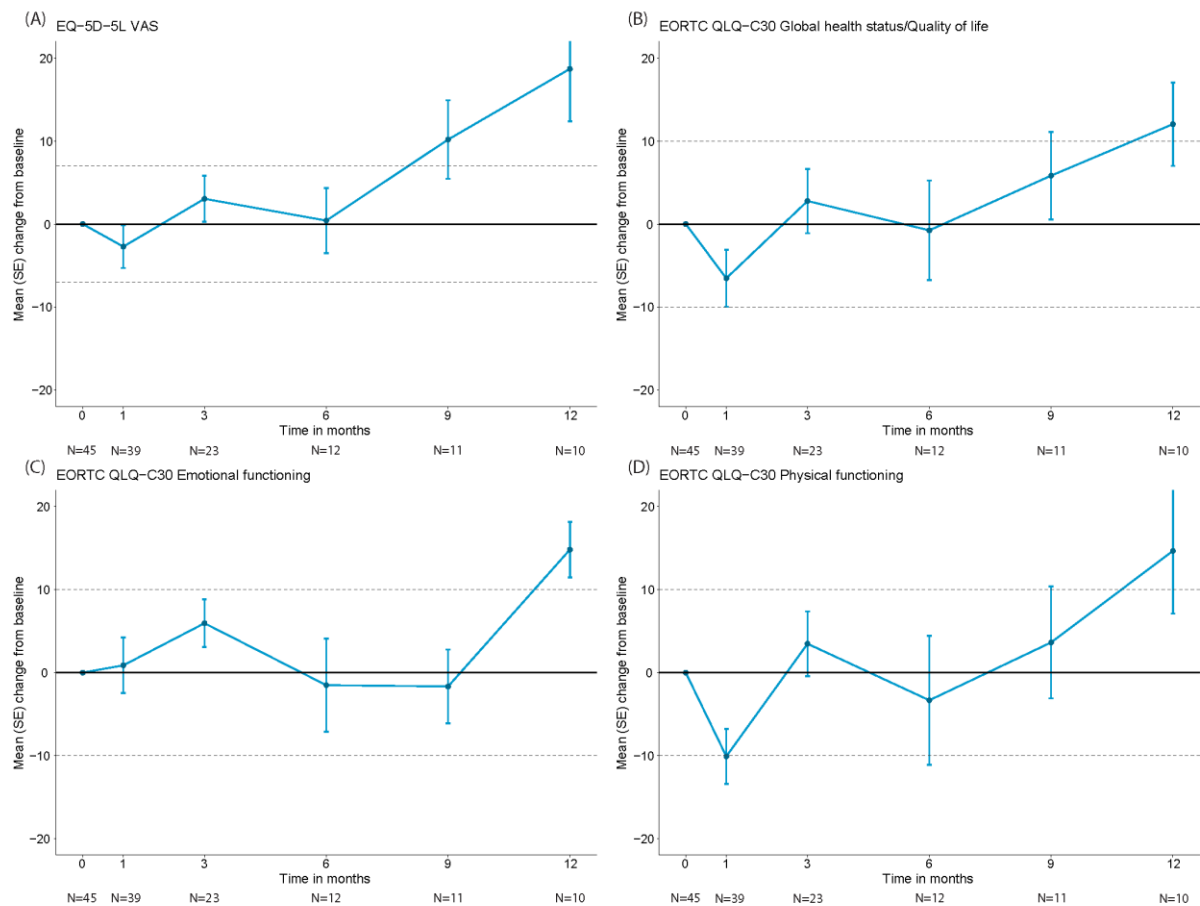 (A)
EQ−5D−5L VAS
20
10
0
−10
−20
Mean (SE) change from baseline
0 1 3 6 9 12
Time in months
N=45 N=39 N=23 N=12 N=11 N=10
(B)
EORTC QLQ−C30 Global health status/Quality of life
20
10
0
−10
−20
Mean (SE) change from baseline
0 1 3 6 9 12
Time in months
N=45 N=39 N=23 N=12 N=11 N=10
(C)
EORTC QLQ−C30 Emotional functioning
20
10
0
−10
−20
Mean (SE) change from baseline
0 1 3 6 9 12
Time in months
N=45 N=39 N=23 N=12 N=11 N=10
(D)
EORTC QLQ−C30 Physical functioning
20
10
0
−10
−20
Mean (SE) change from baseline
0 1 3 6 9 12
Time in months
N=45 N=39 N=23 N=12 N=11 N=10